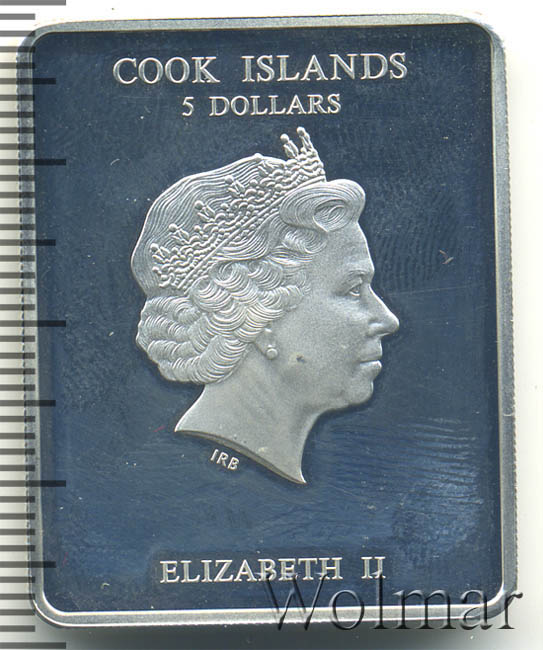 COOK ISLANDS
5 DOLLARS
IRB
ELIZABETH II
Wolmar